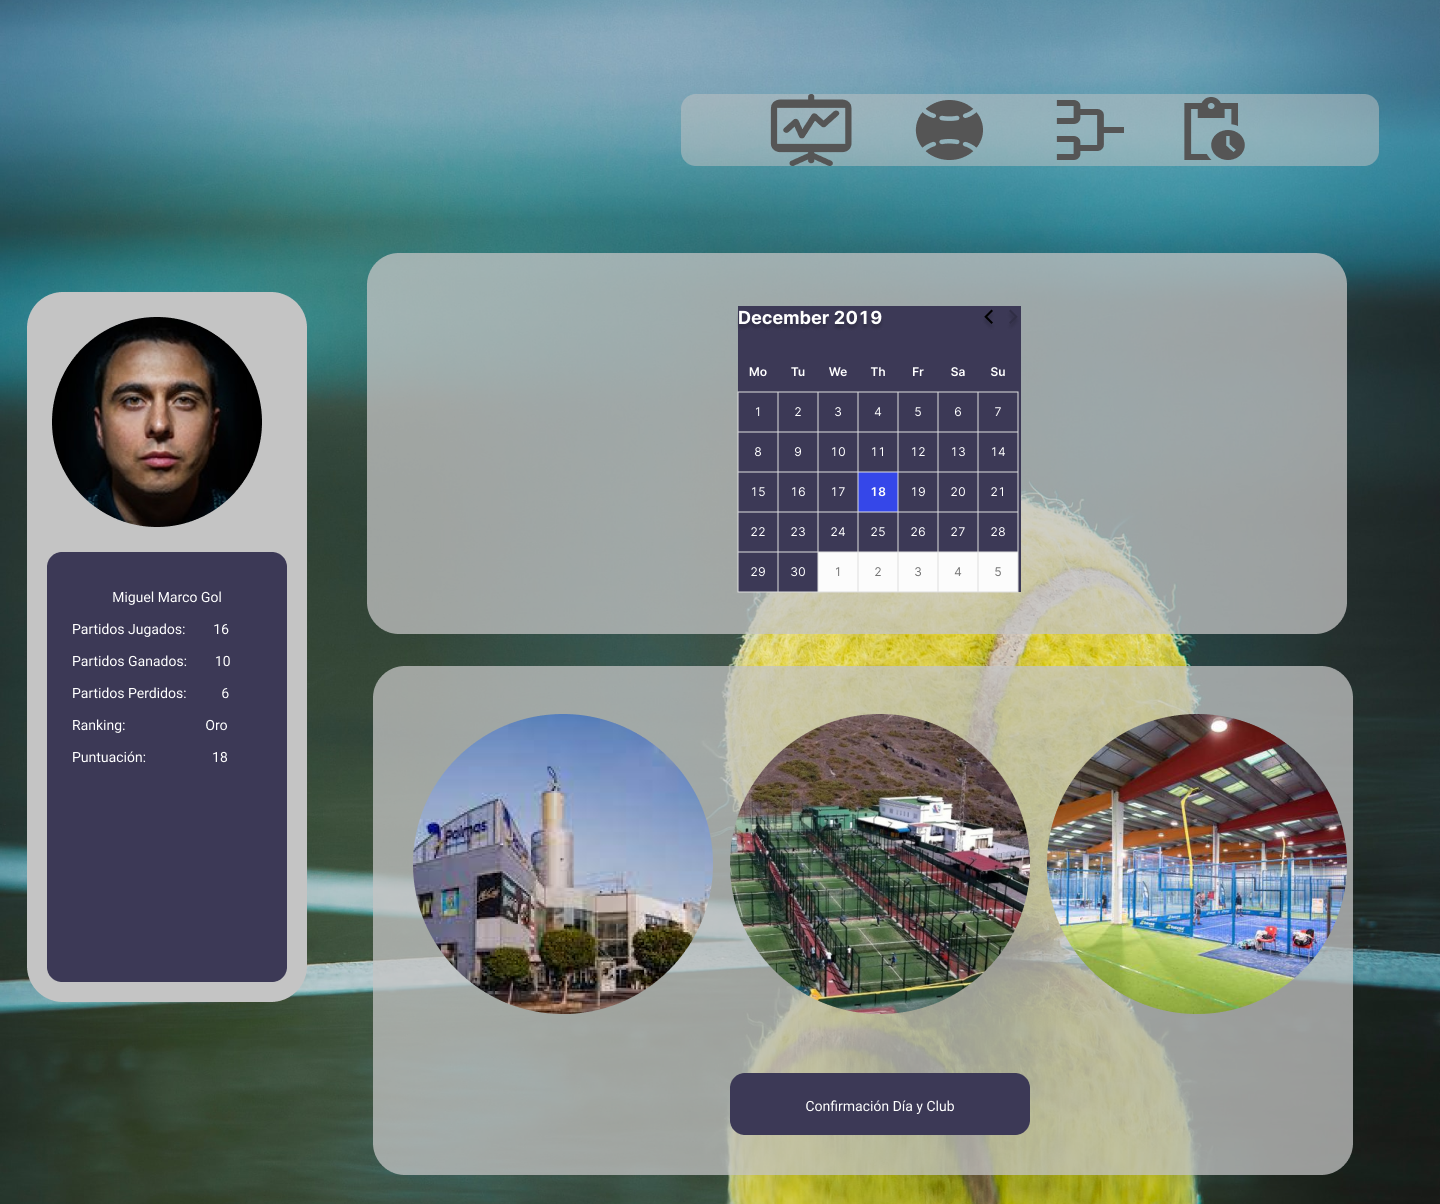 December 2019
Mo Tu We Th Fr Sa Su
1 2 3 4 5 6 7
8 9 10 11 12 13 14
15 16 17 18 19 20 21
22 23 24 25 26 27 28
29 30 1 2 3 4 5
Miguel Marco Gol
Partidos Jugados: 16
Partidos Ganados: 10
Partidos Perdidos: 6
Ranking: Oro
Puntuación: 18
palmas
Confirmación Día y Club